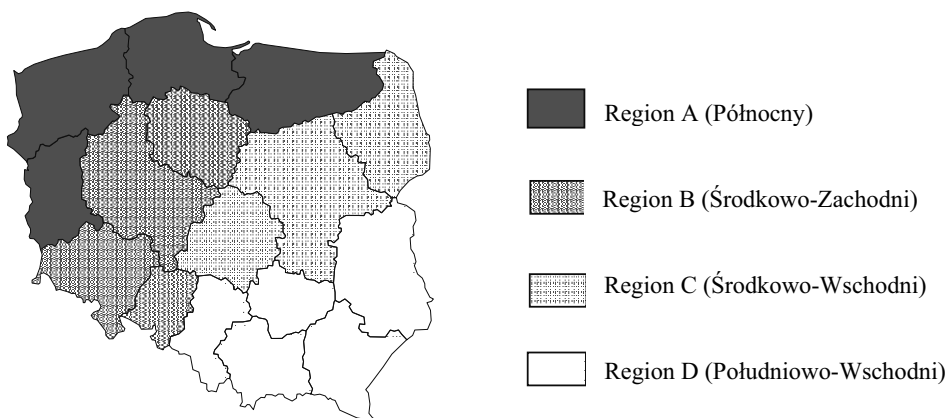 Region A (Północny)
Region B (Środkowo-Zachodni)
Region C (Środkowo-Wschodni)
Region D (Południowo-Wschodni)